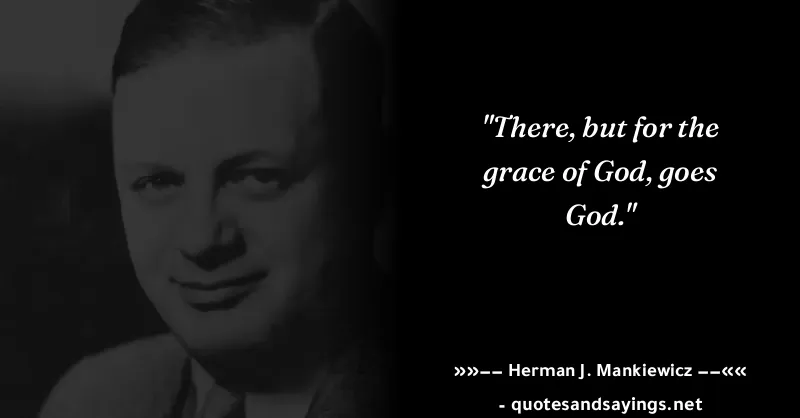 "There, but for the
grace of God, goes
God."
»»-- Herman J. Mankiewicz --««
- quotesandsayings.net